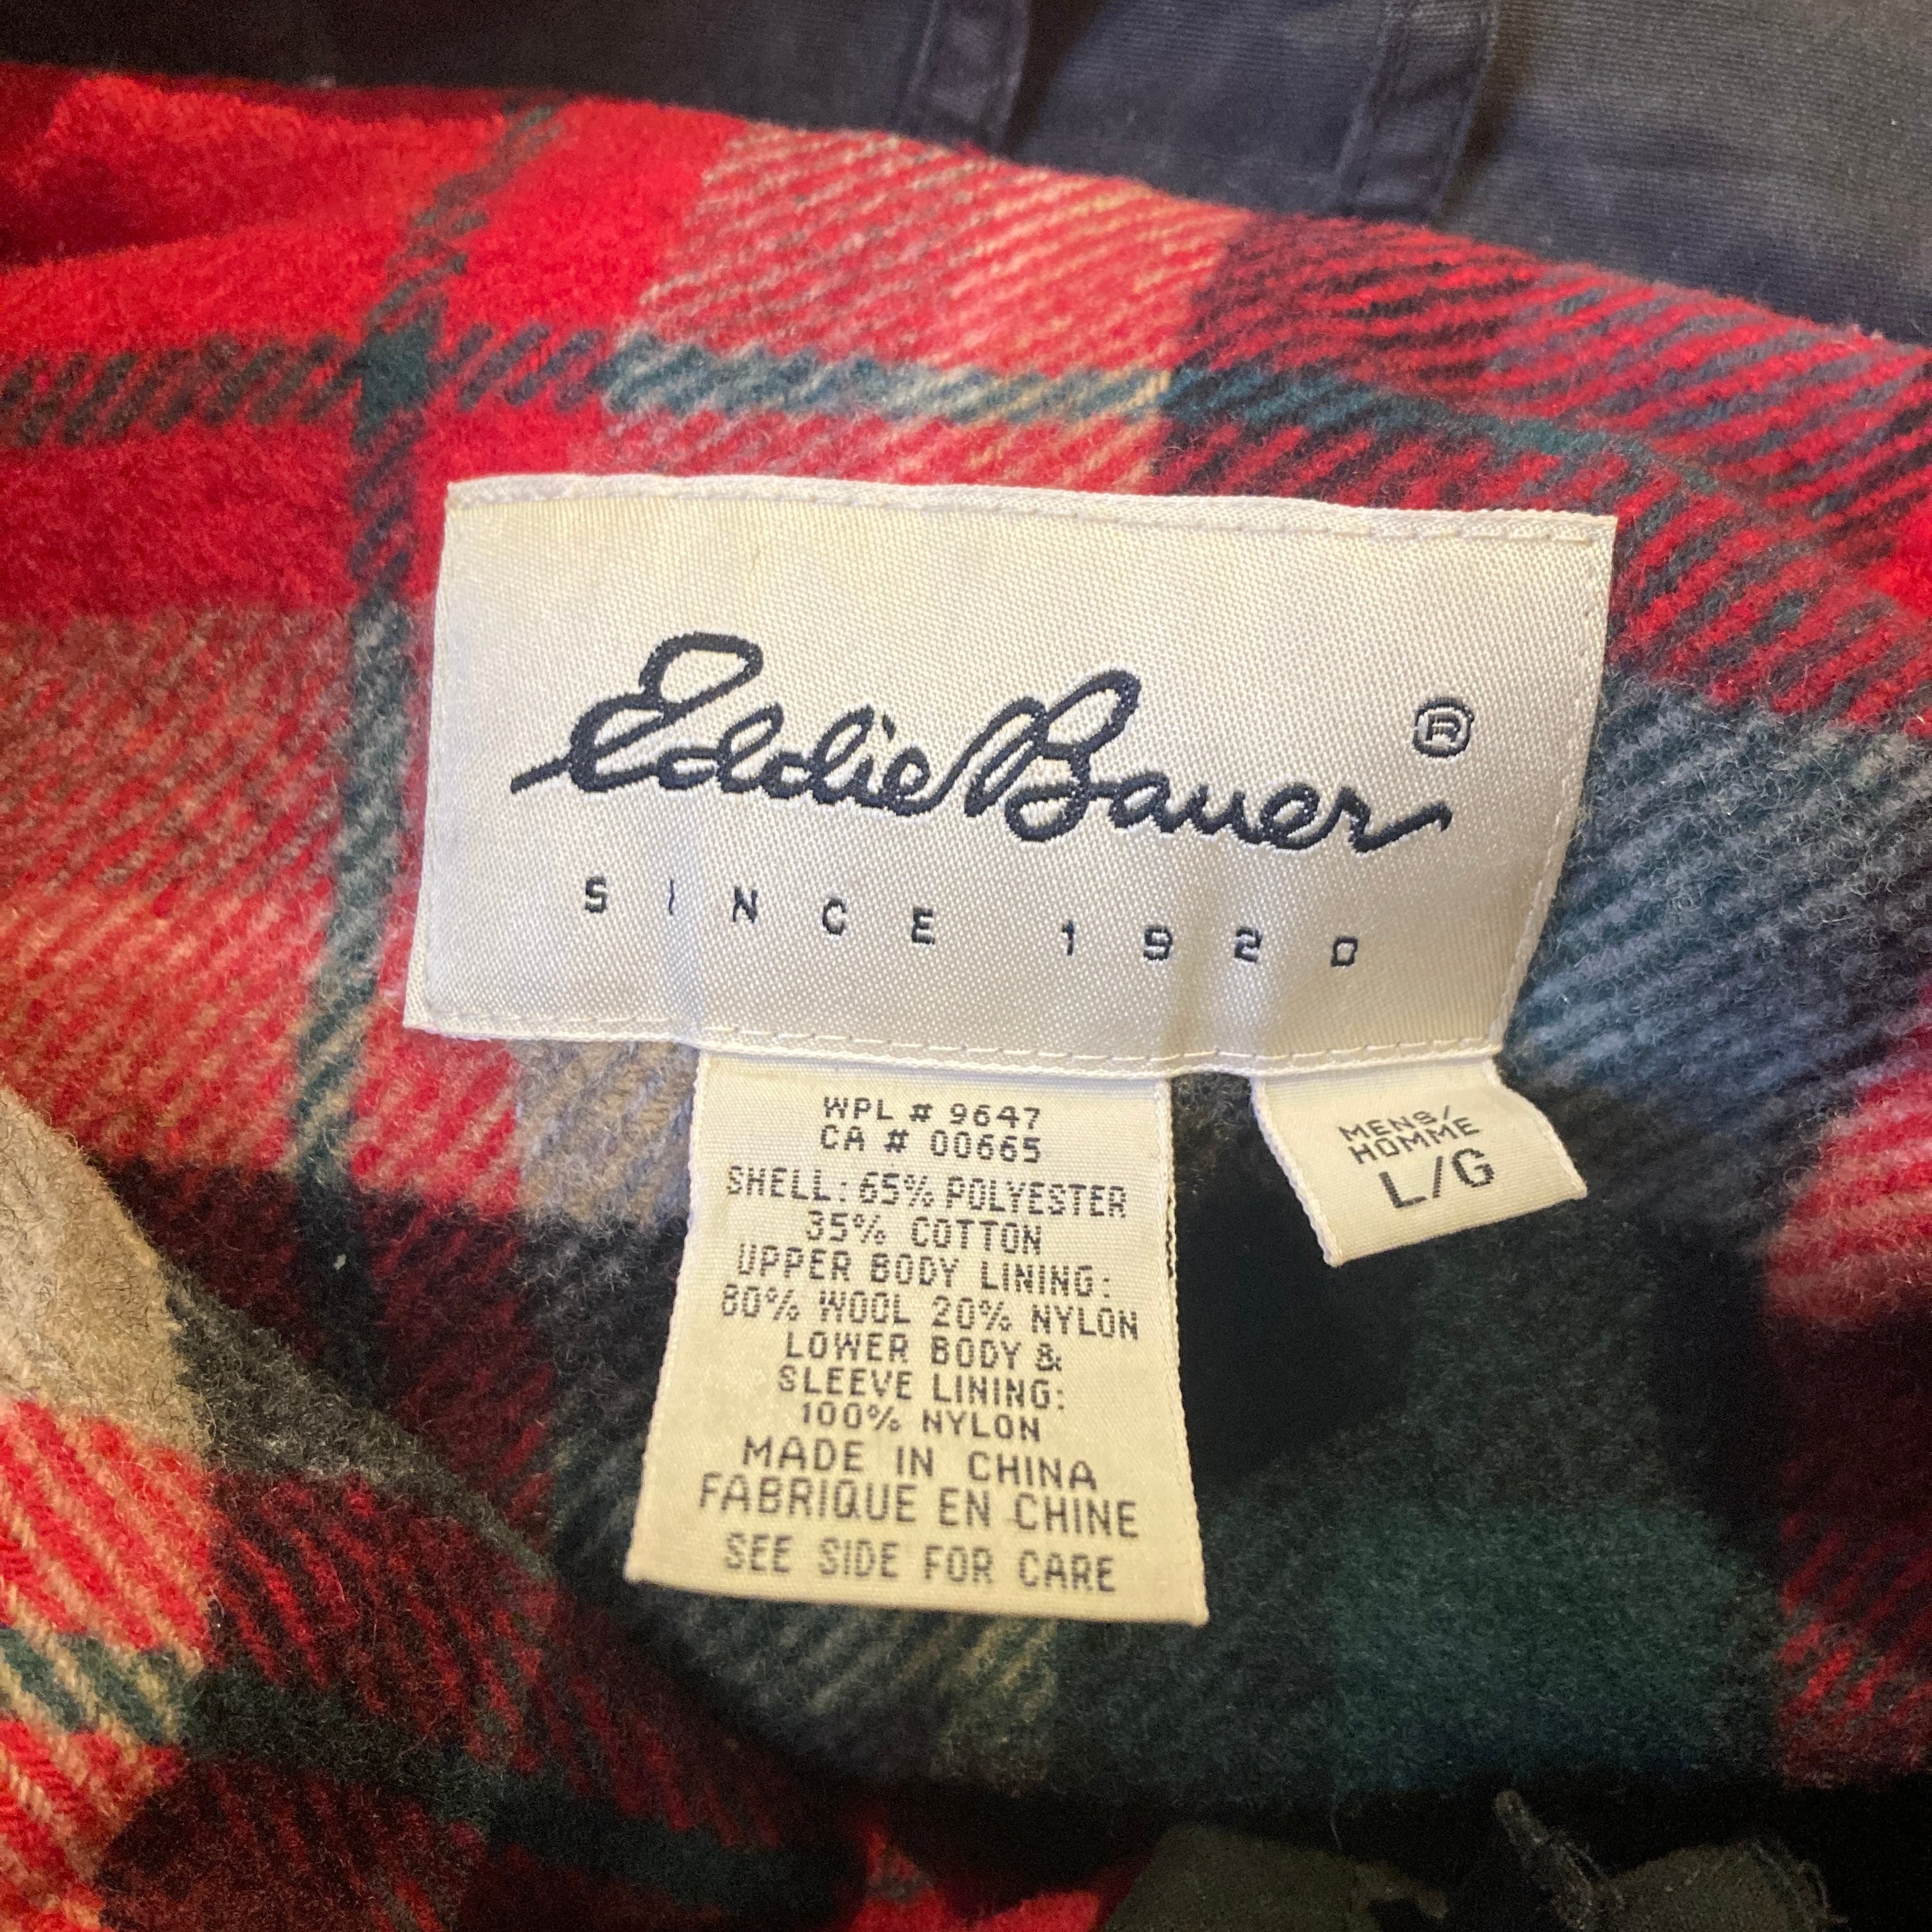 Eddie Bauer ®
SINCE 1920
WPL # 9647
CA # 00665
SHELL: 65% POLYESTER
35% COTTON
UPPER BODY LINING:
80% WOOL 20% NYLON
LOWER BODY &
SLEEVE LINING:
100% NYLON
MADE IN CHINA
FABRIQUE EN CHINE
SEE SIDE FOR CARE
MENS/
HOMME
L/G